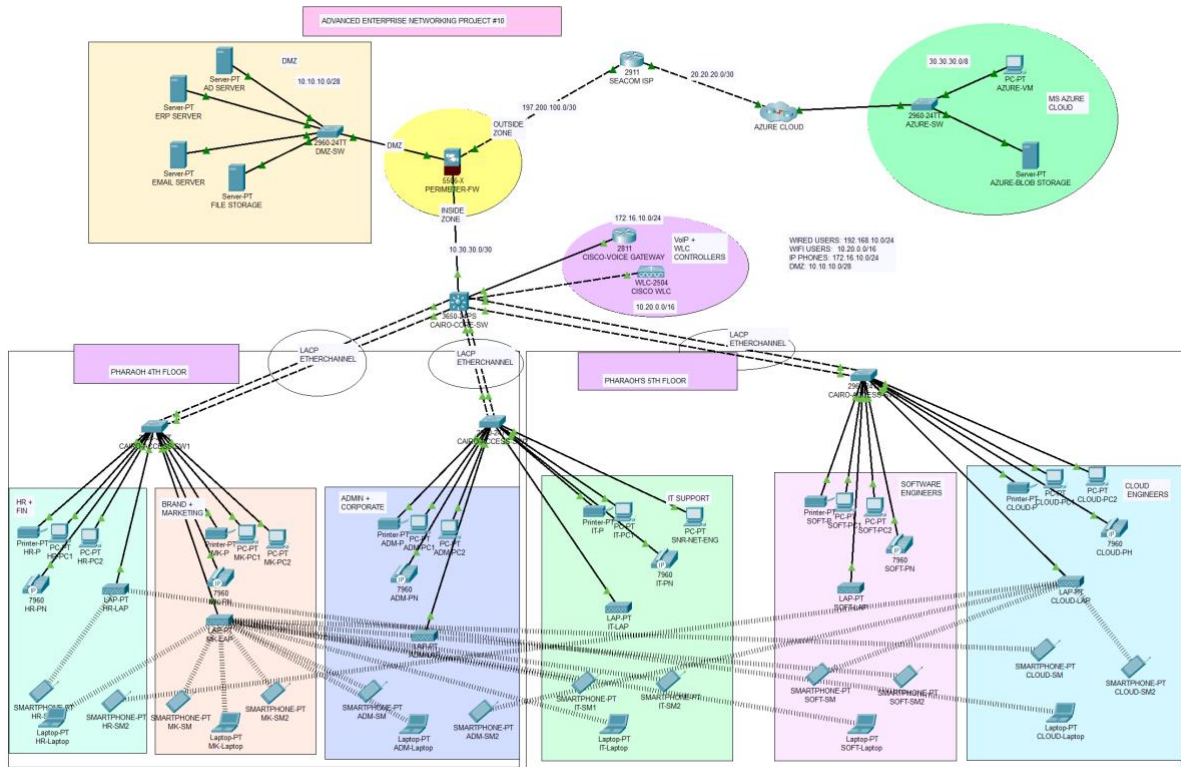 ADVANCED ENTERPRISE NETWORKING PROJECT #10
DMZ
10.10.10.0/28
Server-PT
AD SERVER
Server-PT
ERP SERVER
Server-PT
EMAIL SERVER
Server-PT
FILE STORAGE
2960-24TT
DMZ-SW
DMZ
PERIMETER-FW
OUTSIDE
ZONE
197.200.100.0/30
2911
SEACOM ISP
20.20.20.0/30
AZURE CLOUD
30.30.30.0/8
PC-PT
AZURE-VM
MS AZURE
CLOUD
2960-24TT
AZURE-SW
Server-PT
AZURE-BLOB STORAGE
INSIDE
ZONE
10.30.30.0/30
172.16.10.0/24
VoIP +
WLC
CONTROLLERS
2811
CISCO-VOICE GATEWAY
WLC-2504
CISCO WLC
10.20.0.0/16
WIRED USERS: 192.168.10.0/24
WIFI USERS: 10.20.0.0/16
IP PHONES: 172.16.10.0/24
DMZ: 10.10.10.0/28
LACP
ETHERCHANNEL
LACP
ETHERCHANNEL
LACP
ETHERCHANNEL
PHARAOH 4TH FLOOR
PHARAOH'S 5TH FLOOR
HR +
FIN
BRAND +
MARKETING
ADMIN +
CORPORATE
IT SUPPORT
SOFTWARE
ENGINEERS
CLOUD
ENGINEERS
Printer-PT
HR-P
PC-PT
HR-PC1
PC-PT
HR-PC2
7960
HR-PN
LAP-PT
HR-LAP
Printer-PT
MK-P
PC-PT
MK-PC1
PC-PT
MK-PC2
7960
LAP-PT
Printer-PT
ADM-P
PC-PT
ADM-PC1
PC-PT
ADM-PC2
7960
ADM-PN
LAP-PT
Printer-PT
IT-P
PC-PT
IT-PC1
PC-PT
SNR-NET-ENG
7960
IT-PN
LAP-PT
IT-LAP
Printer-PT
SOFT-P
PC-PT
SOFT-PC1
PC-PT
SOFT-PC2
7960
SOFT-PN
LAP-PT
SOFT-LAP
Printer-PT
CLOUD-P
PC-PT
CLOUD-PC1
PC-PT
CLOUD-PC2
7960
CLOUD-PH
LAP-PT
CLOUD-LAP
SMARTPHONE-PT
Laptop-PT
HR-Laptop
SMARTPHONE-PT
HR-SM2
SMARTPHONE-PT
MK-SM
SMARTPHONE-PT
MK-SM2
Laptop-PT
MK-Laptop
SMARTPHONE-PT
ADM-SM
Laptop-PT
ADM-Laptop
SMARTPHONE-PT
ADM-SM2
SMARTPHONE-PT
IT-SM1
SMARTPHONE-PT
IT-SM2
Laptop-PT
IT-Laptop
SMARTPHONE-PT
SOFT-SM
SMARTPHONE-PT
SOFT-SM2
Laptop-PT
SOFT-Laptop
SMARTPHONE-PT
CLOUD-SM
SMARTPHONE-PT
CLOUD-SM2
Laptop-PT
CLOUD-Laptop